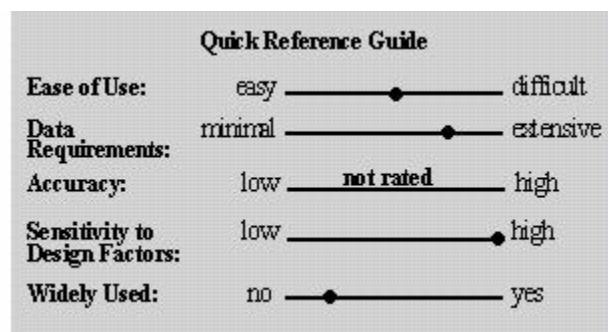 Quick Reference Guide
Ease of Use: easy difficult
Data Requirements: minimal extensive
Accuracy: low not rated high
Sensitivity to Design Factors: low high
Widely Used: no yes